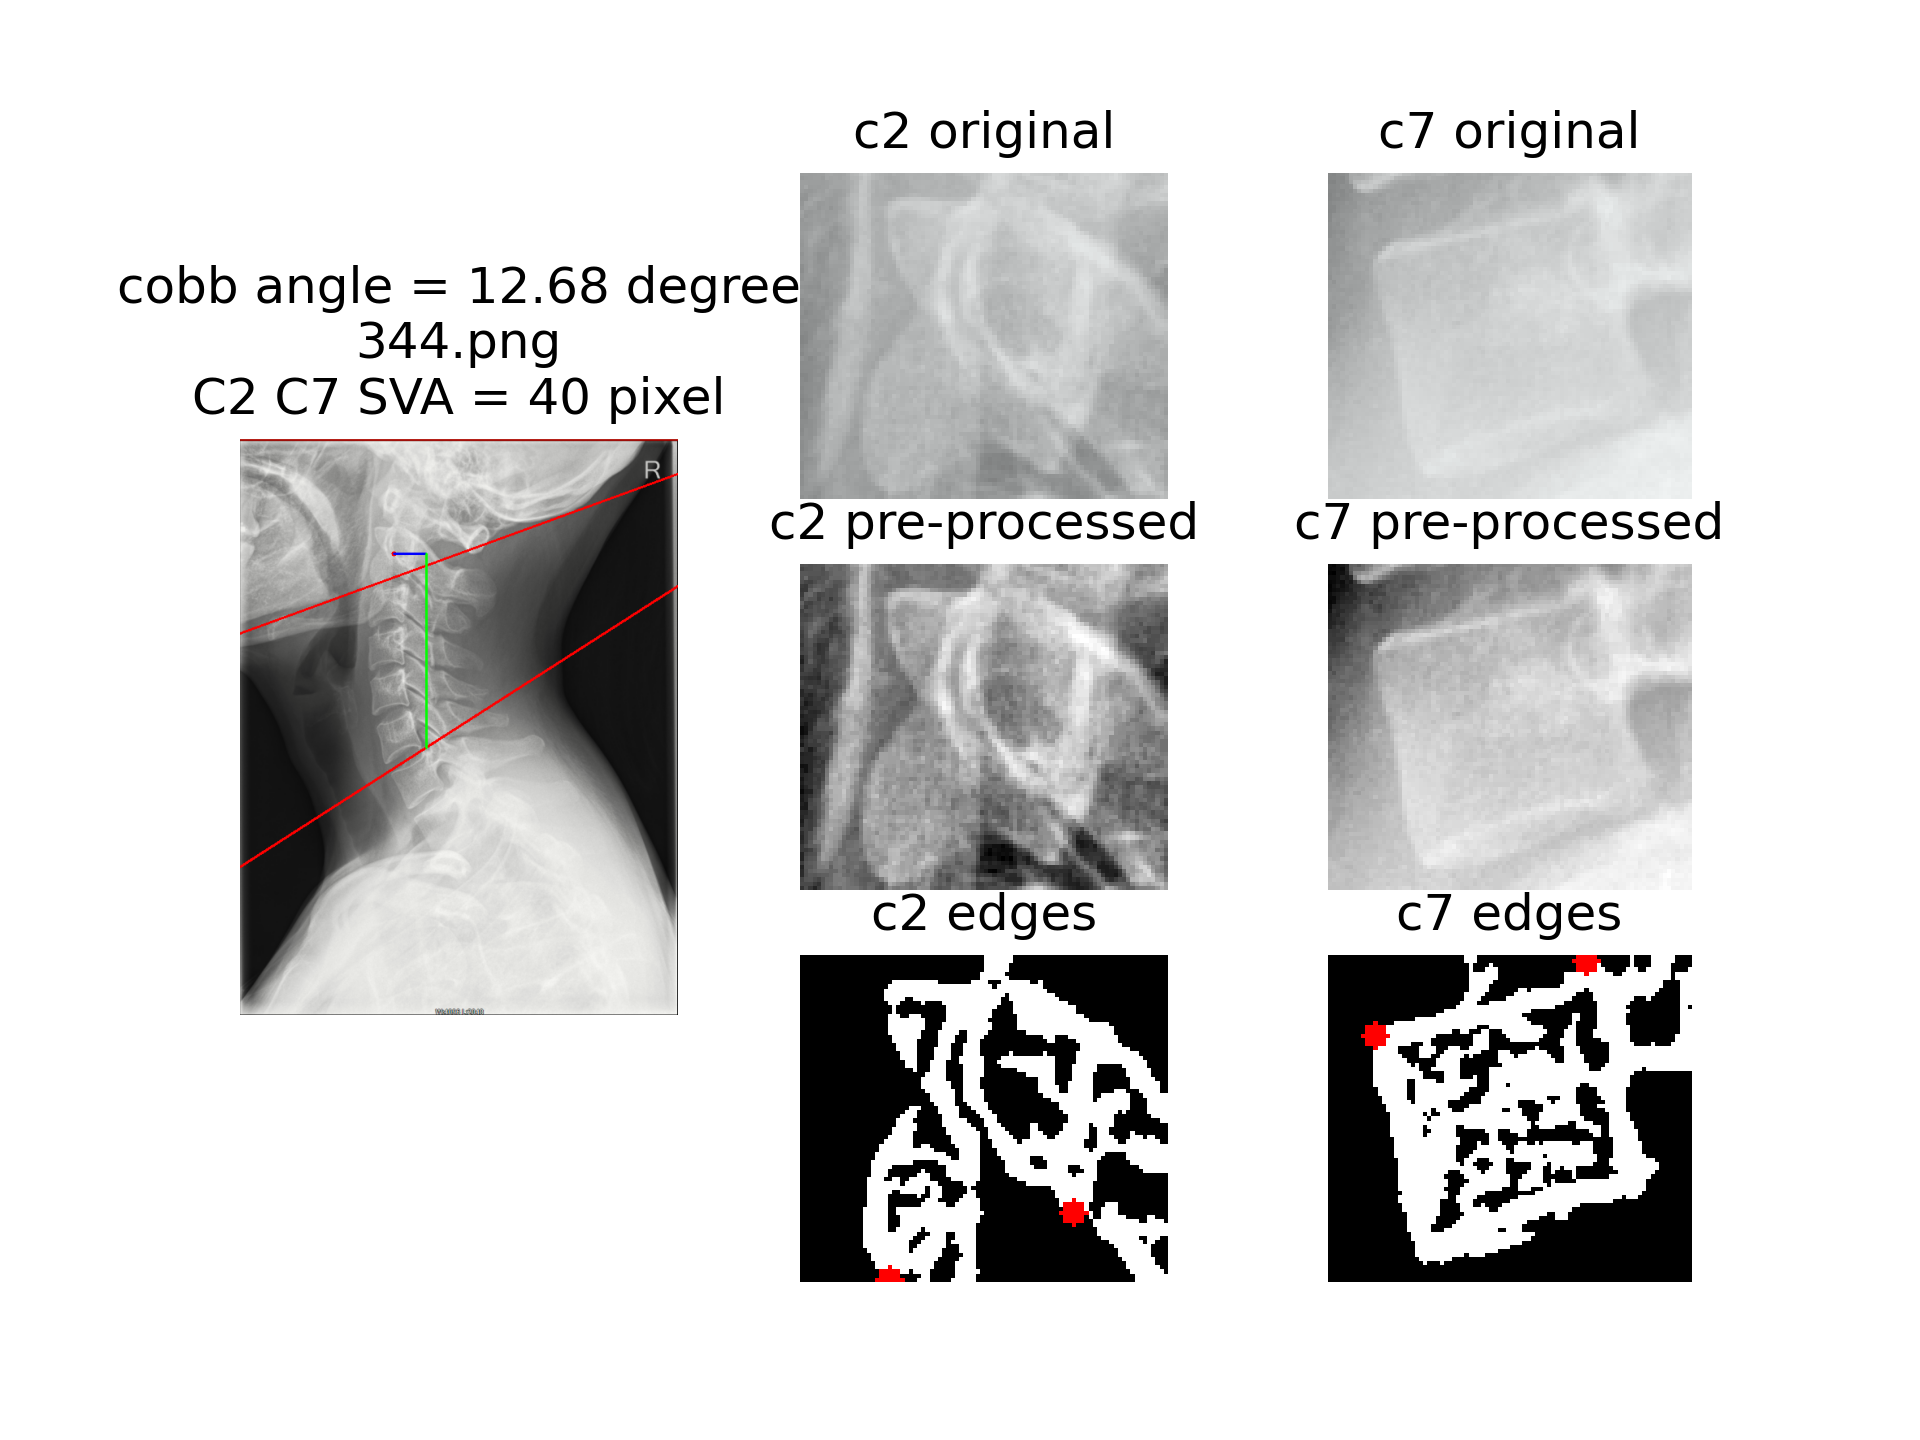 cobb angle = 12.68 degree
344.png
C2 C7 SVA = 40 pixel
R
c2 original
c7 original
c2 pre-processed
c7 pre-processed
c2 edges
c7 edges